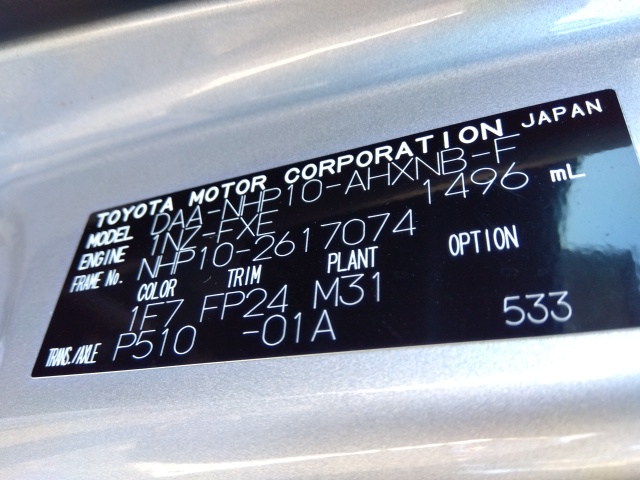 TOYOTA MOTOR CORPORATION JAPAN
MODEL DAA-NHP10-AHXNB-F
ENGINE 1NZ-FXE 1496 mL
FRAME No. NHP10-2617074
COLOR TRIM PLANT OPTION
1F7 FP24 M31
TRANS./AXLE P510 -01A 533